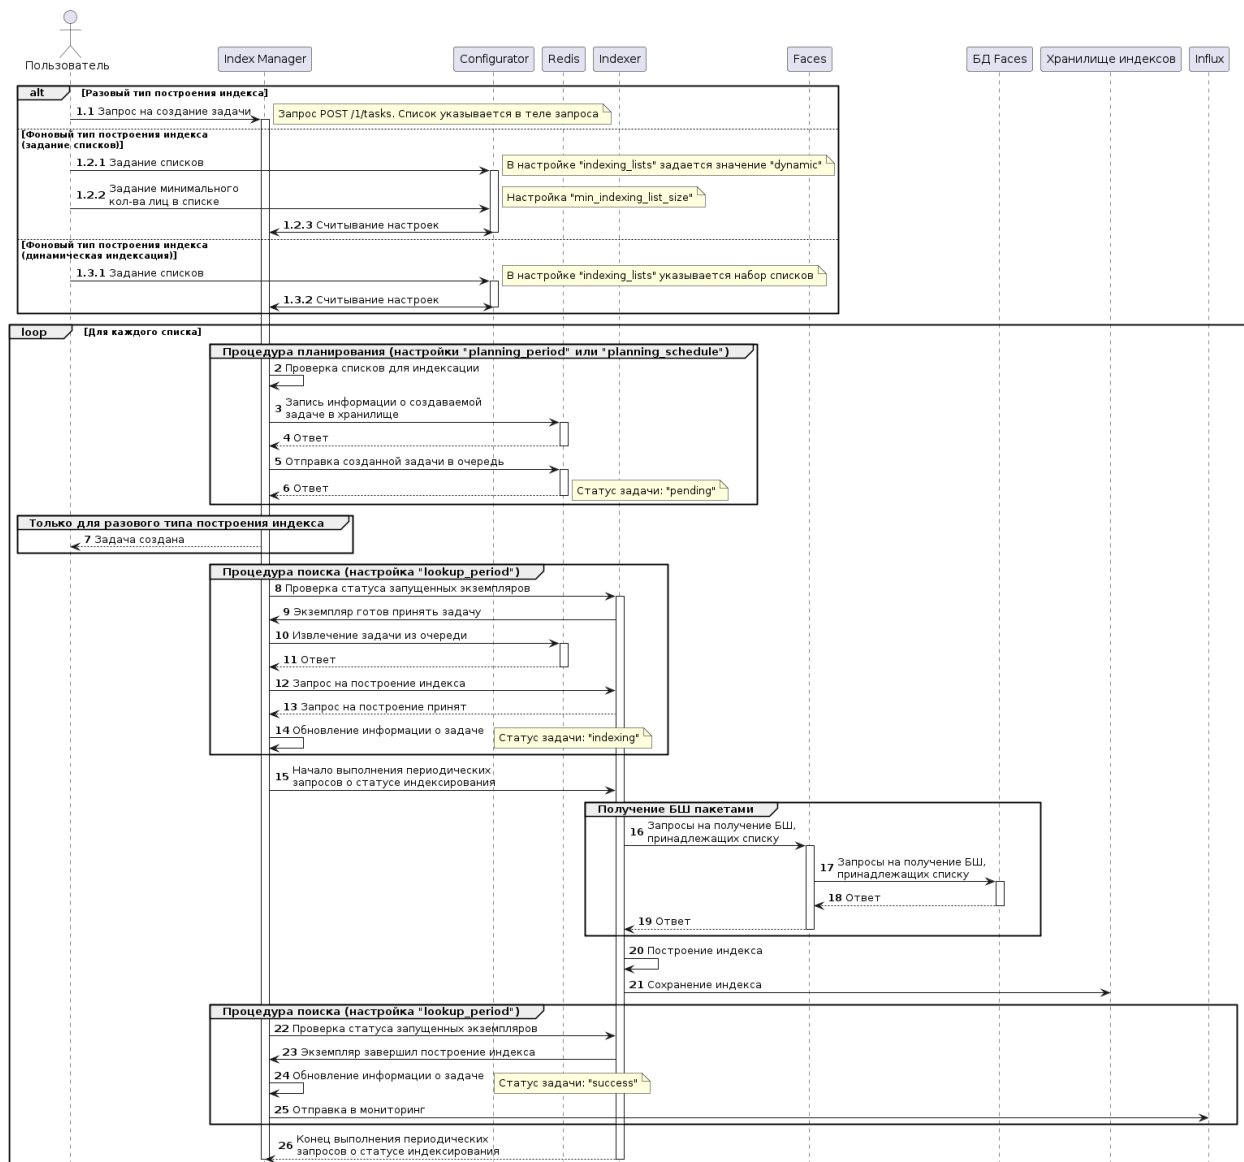 Пользователь
Index Manager
Configurator
Redis
Indexer
Faces
БД Faces
Хранилище индексов
Influx
alt [Разовый тип построения индекса]
1.1 Запрос на создание задачи
Запрос POST /1/tasks. Список указывается в теле запроса
[Фоновый тип построения индекса
(задание списков)]
1.2.1 Задание списков
В настройке "indexing_lists" задается значение "dynamic"
1.2.2 Задание минимального
кол-ва лиц в списке
Настройка "min_indexing_list_size"
1.2.3 Считывание настроек
[Фоновый тип построения индекса
(динамическая индексация)]
1.3.1 Задание списков
В настройке "indexing_lists" указывается набор списков
1.3.2 Считывание настроек
loop [Для каждого списка]
Процедура планирования (настройки "planning_period" или "planning_schedule")
2 Проверка списков для индексации
3 Запись информации о создаваемой
задаче в хранилище
4 Ответ
5 Отправка созданной задачи в очередь
6 Ответ
Статус задачи: "pending"
Только для разового типа построения индекса
7 Задача создана
Процедура поиска (настройка "lookup_period")
8 Проверка статуса запущенных экземпляров
9 Экземпляр готов принять задачу
10 Извлечение задачи из очереди
11 Ответ
12 Запрос на построение индекса
13 Запрос на построение принят
14 Обновление информации о задаче
Статус задачи: "indexing"
15 Начало выполнения периодических
запросов о статусе индексирования
Получение БШ пакетами
16 Запросы на получение БШ,
принадлежащих списку
17 Запросы на получение БШ,
принадлежащих списку
18 Ответ
19 Ответ
20 Построение индекса
21 Сохранение индекса
Процедура поиска (настройка "lookup_period")
22 Проверка статуса запущенных экземпляров
23 Экземпляр завершил построение индекса
24 Обновление информации о задаче
Статус задачи: "success"
25 Отправка в мониторинг
26 Конец выполнения периодических
запросов о статусе индексирования